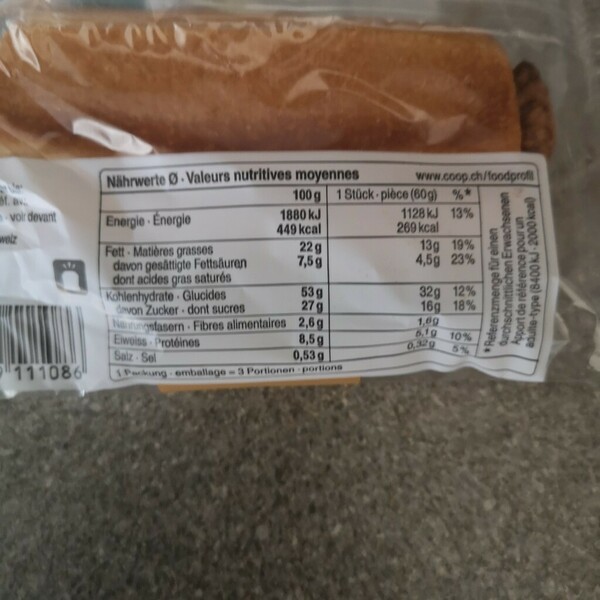 Nährwerte Ø · Valeurs nutritives moyennes www.coop.ch/foodprofil
100 g 1 Stück · pièce (60g) %*
Energie · Énergie 1880 kJ 1128 kJ 13%
449 kcal 269 kcal
Fett · Matières grasses 22 g 13g 19%
davon gesättigte Fettsäuren 7,5 g 4,5g 23%
dont acides gras saturés
Kohlenhydrate · Glucides 53 g 32g 12%
davon Zucker · dont sucres 27 g 16g 18%
Nahrungsfasern · Fibres alimentaires 2,6 g 1,6g
Eiweiss · Protéines 8,5 g 5,1g 10%
Salz · Sel 0,53 g 0,32g 5%
1 Packung · emballage = 3 Portionen · portions
*Referenzmenge für einen
durchschnittlichen Erwachsenen
Apport de référence pour un
adulte-type (8400 kJ / 2000 kcal)
voir devant
111086